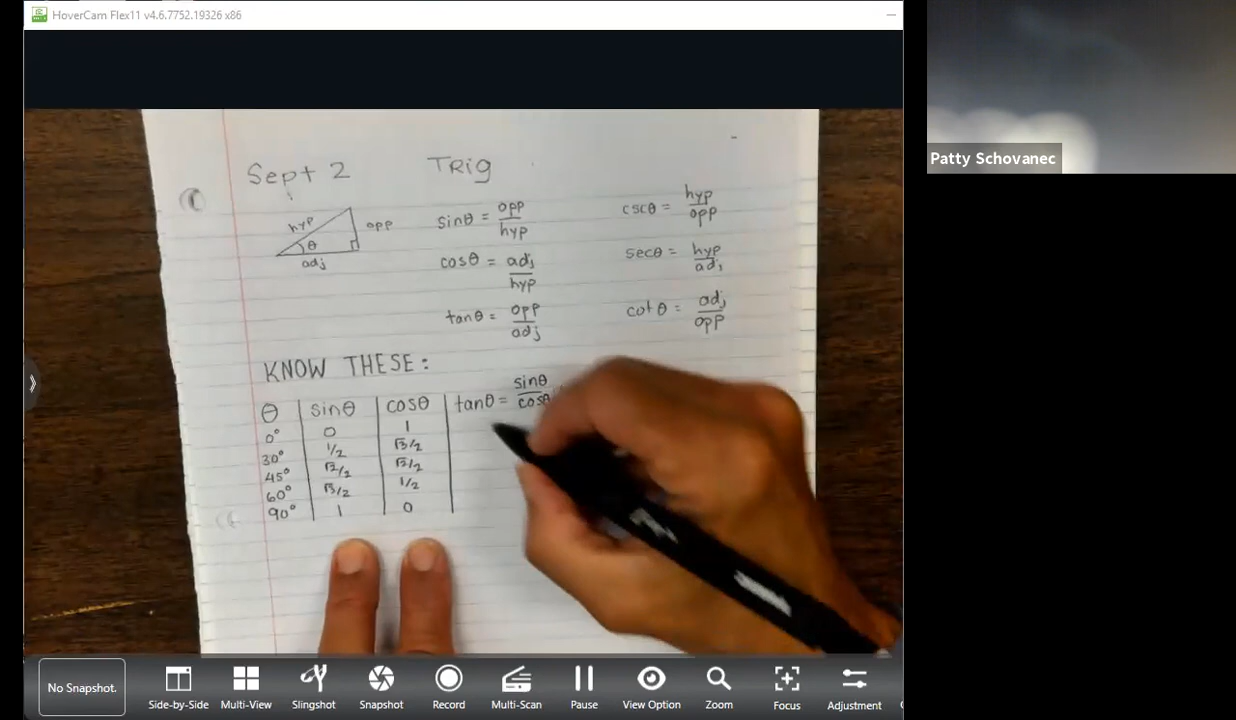 HoverCam Flex11 v4.6.7752.19326 x86
Patty Schovanec
Sept 2 Trig
hyp opp θ adj
sinθ = opp/hyp cscθ = hyp/opp
cosθ = adj/hyp secθ = hyp/adj
tanθ = opp/adj cotθ = adj/opp
KNOW THESE:
θ sinθ cosθ tanθ = sinθ/cosθ
0° 0 1
30° 1/2 √3/2
45° √2/2 √2/2
60° √3/2 1/2
90° 1 0
No Snapshot.
Side-by-Side Multi-View Slingshot Snapshot Record Multi-Scan Pause View Option Zoom Focus Adjustment